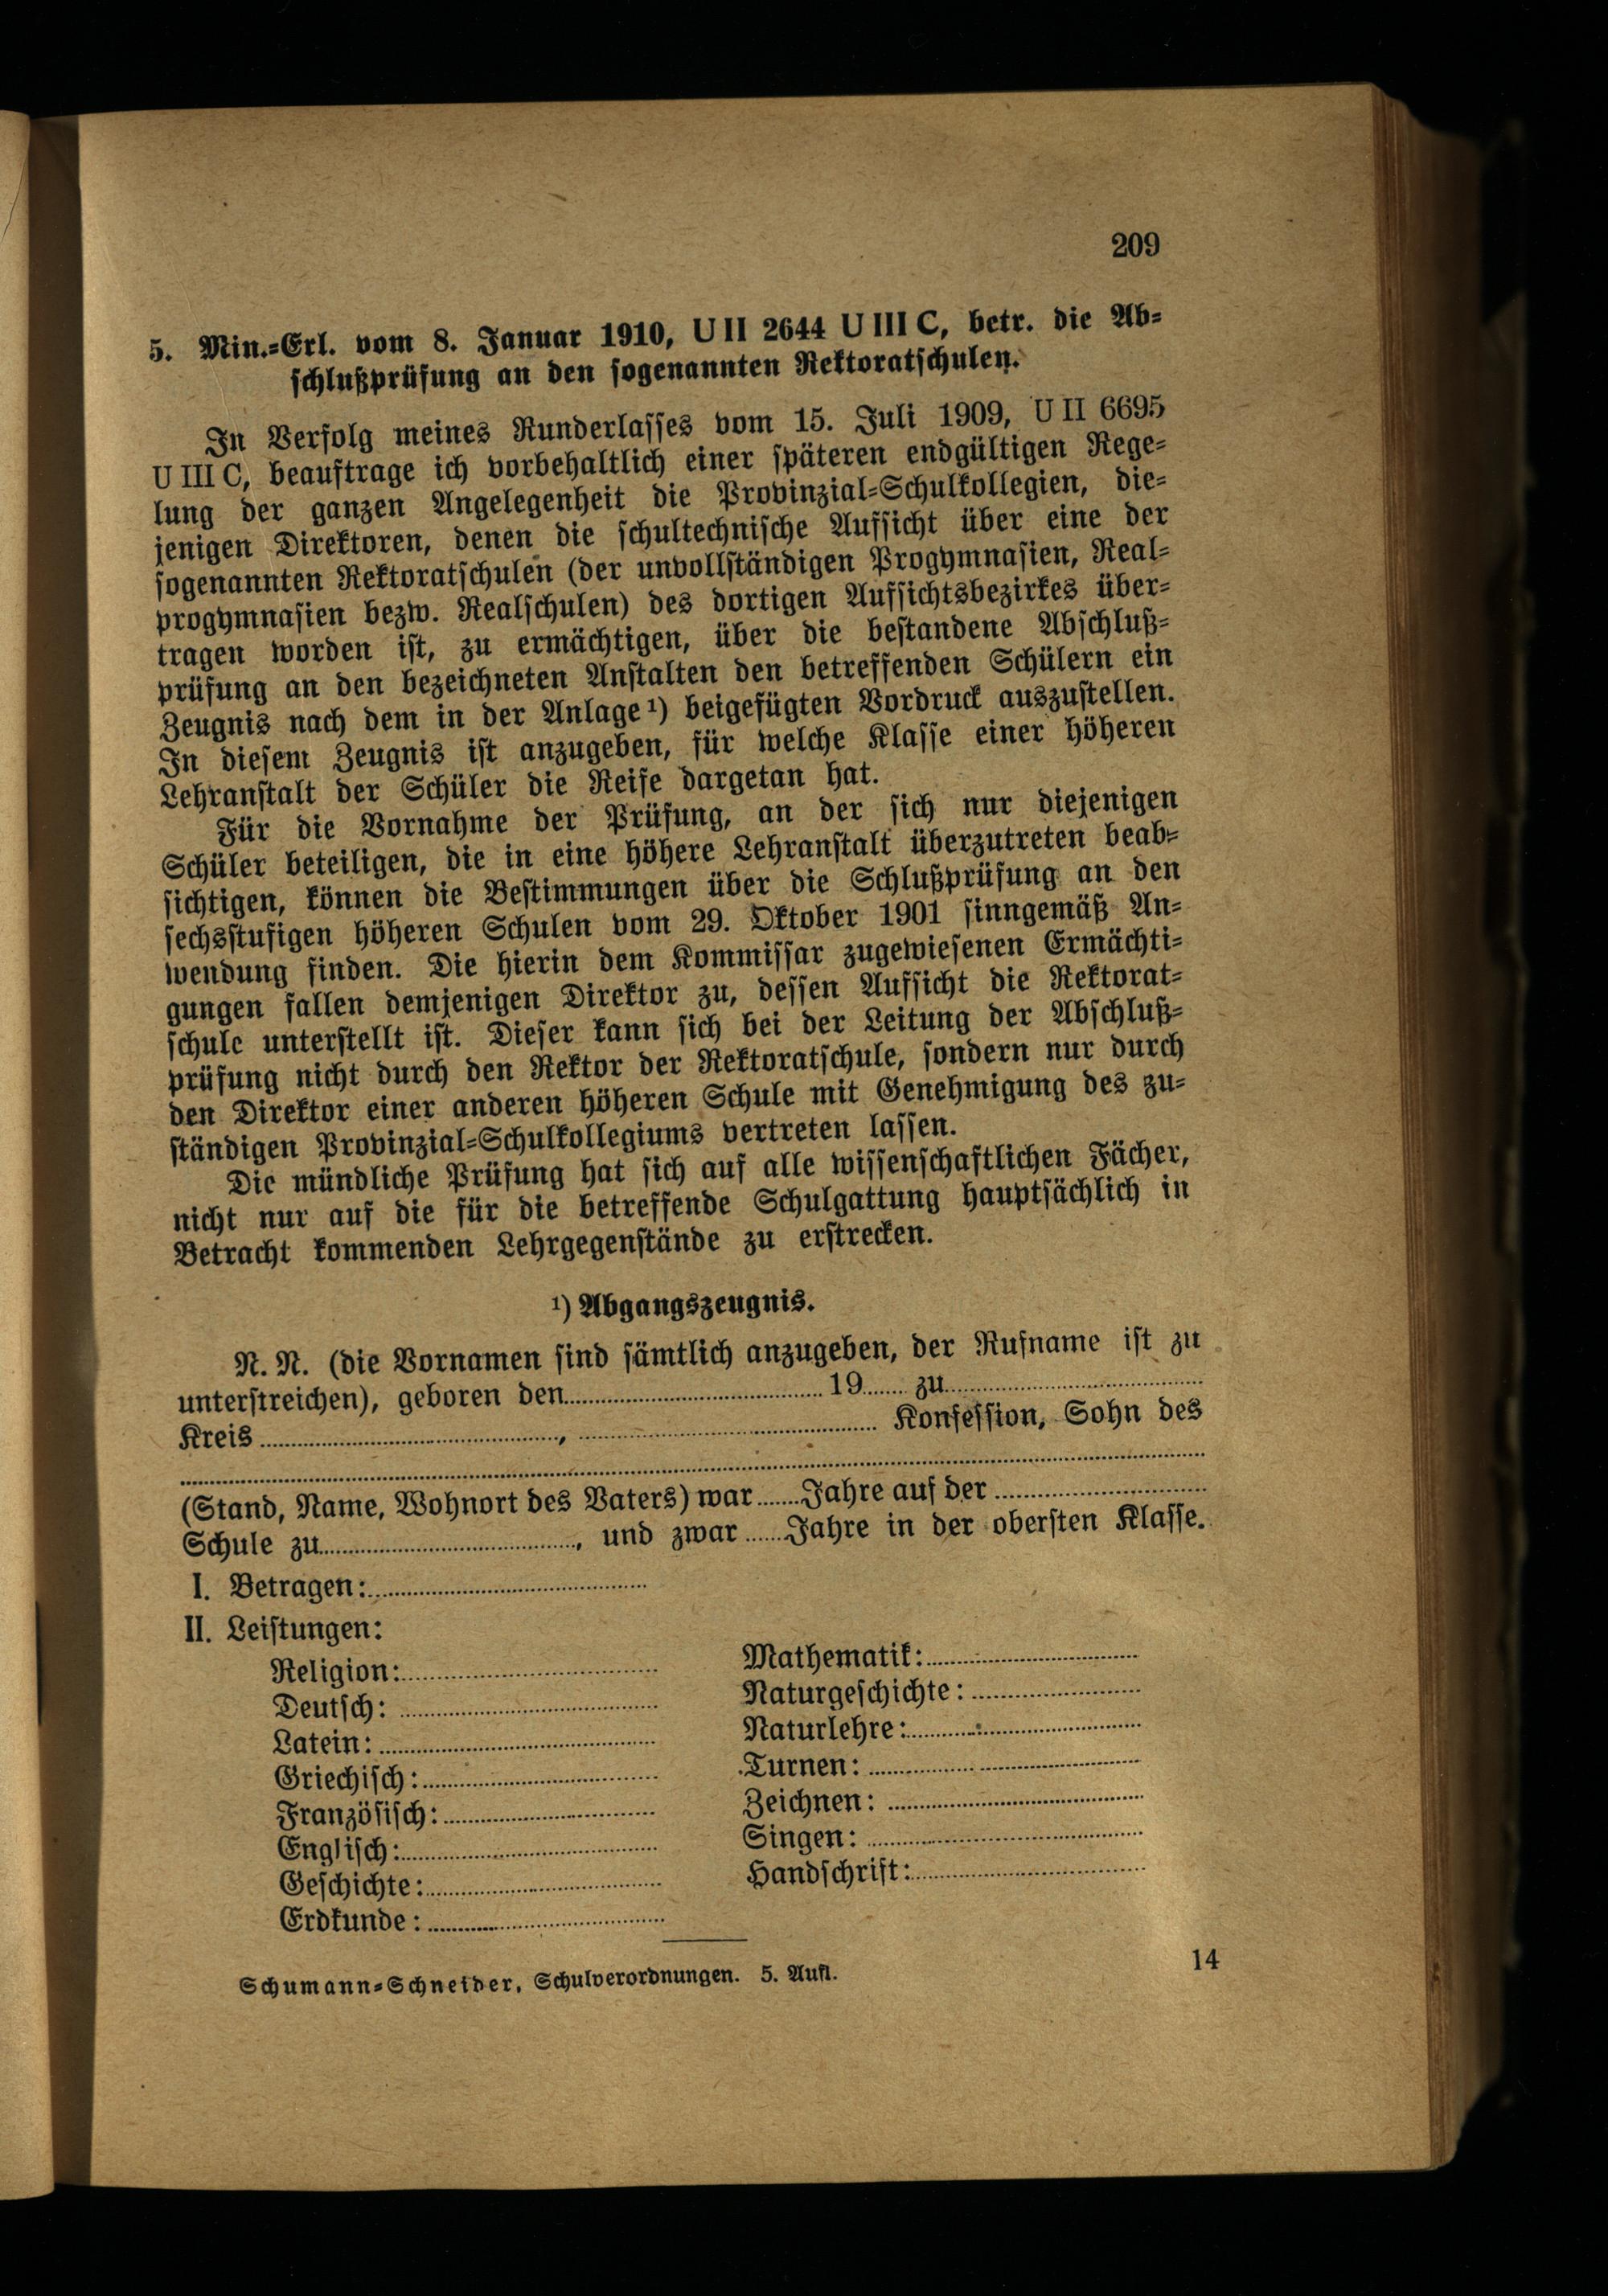 209
5. Min.-Erl. vom 8. Januar 1910, U II 2644 U III C, betr. die Ab-
schlußprüfung an den sogenannten Rektoratschulen.
In Verfolg meines Runderlasses vom 15. Juli 1909, U II 6695
U III C, beauftrage ich vorbehaltlich einer späteren endgültigen Rege-
lung der ganzen Angelegenheit die Provinzial-Schulkollegien, die-
jenigen Direktoren, denen die schultechnische Aufsicht über eine der
sogenannten Rektoratschulen (der unvollständigen Progymnasien, Real-
progymnasien bezw. Realschulen) des dortigen Aufsichtsbezirkes über-
tragen worden ist, zu ermächtigen, über die bestandene Abschluß-
prüfung an den bezeichneten Anstalten den betreffenden Schülern ein
Zeugnis nach dem in der Anlage¹) beigefügten Vordruck auszustellen.
In diesem Zeugnis ist anzugeben, für welche Klasse einer höheren
Lehranstalt der Schüler die Reife dargetan hat.
Für die Vornahme der Prüfung, an der sich nur diejenigen
Schüler beteiligen, die in eine höhere Lehranstalt überzutreten beab-
sichtigen, können die Bestimmungen über die Schlußprüfung an den
sechsstufigen höheren Schulen vom 29. Oktober 1901 sinngemäß An-
wendung finden. Die hierin dem Kommissar zugewiesenen Ermächti-
gungen fallen demjenigen Direktor zu, dessen Aufsicht die Rektorat-
schule unterstellt ist. Dieser kann sich bei der Leitung der Abschluß-
prüfung nicht durch den Rektor der Rektoratschule, sondern nur durch
den Direktor einer anderen höheren Schule mit Genehmigung des zu-
ständigen Provinzial-Schulkollegiums vertreten lassen.
Die mündliche Prüfung hat sich auf alle wissenschaftlichen Fächer,
nicht nur auf die für die betreffende Schulgattung hauptsächlich in
Betracht kommenden Lehrgegenstände zu erstrecken.
¹) Abgangszeugnis.
N. N. (die Vornamen sind sämtlich anzugeben, der Rufname ist zu
unterstreichen), geboren den .......... 19..... zu ..........
Kreis .........., .......... Konfession, Sohn des
..........
(Stand, Name, Wohnort des Vaters) war ..... Jahre auf der ..........
Schule zu .........., und zwar ..... Jahre in der obersten Klasse.
I. Betragen: ..........
II. Leistungen:
Religion: ..........
Deutsch: ..........
Latein: ..........
Griechisch: ..........
Französisch: ..........
Englisch: ..........
Geschichte: ..........
Erdkunde: ..........
Mathematik: ..........
Naturgeschichte: ..........
Naturlehre: ..........
Turnen: ..........
Zeichnen: ..........
Singen: ..........
Handschrift: ..........
Schumann-Schneider, Schulverordnungen. 5. Aufl.
14